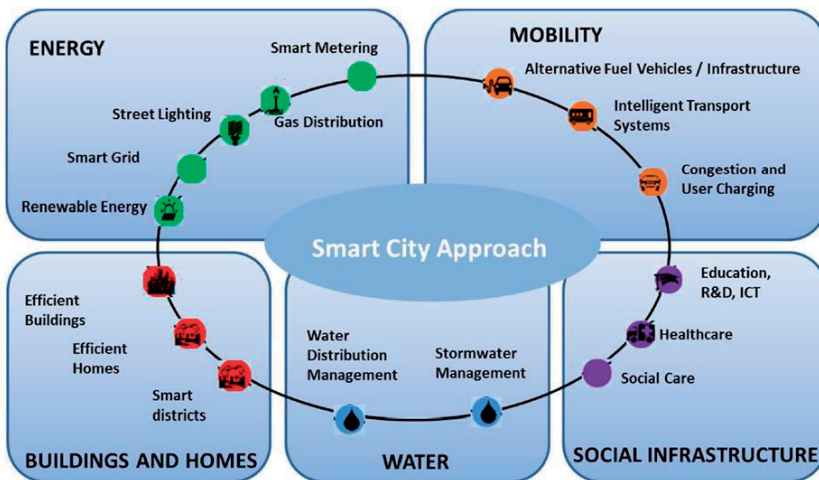 ENERGY
Smart Metering
Street Lighting
Gas Distribution
Smart Grid
Renewable Energy
MOBILITY
Alternative Fuel Vehicles / Infrastructure
Intelligent Transport
Systems
Congestion and
User Charging
Smart City Approach
Efficient
Buildings
Efficient
Homes
Smart
districts
BUILDINGS AND HOMES
Water
Distribution
Management
Stormwater
Management
WATER
Education,
R&D, ICT
Healthcare
Social Care
SOCIAL INFRASTRUCTURE